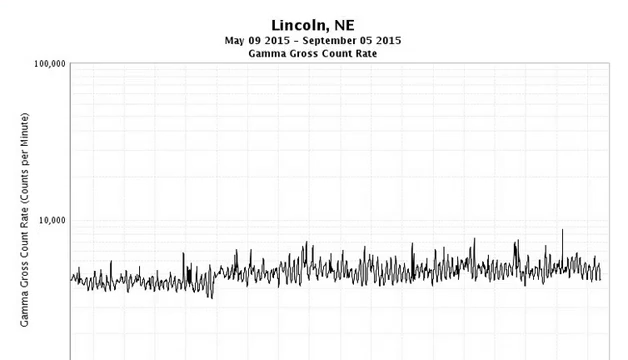 Lincoln, NE
May 09 2015 - September 05 2015
Gamma Gross Count Rate
100,000
10,000
Gamma Gross Count Rate (Counts per Minute)